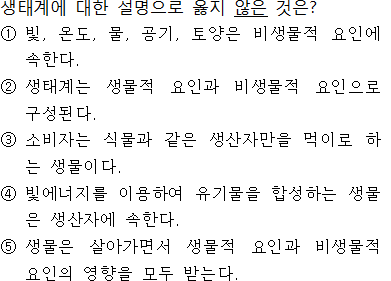 생태계에 대한 설명으로 옳지 않은 것은?
① 빛, 온도, 물, 공기, 토양은 비생물적 요인에
속한다.
② 생태계는 생물적 요인과 비생물적 요인으로
구성된다.
③ 소비자는 식물과 같은 생산자만을 먹이로 하
는 생물이다.
④ 빛에너지를 이용하여 유기물을 합성하는 생물
은 생산자에 속한다.
⑤ 생물은 살아가면서 생물적 요인과 비생물적
요인의 영향을 모두 받는다.